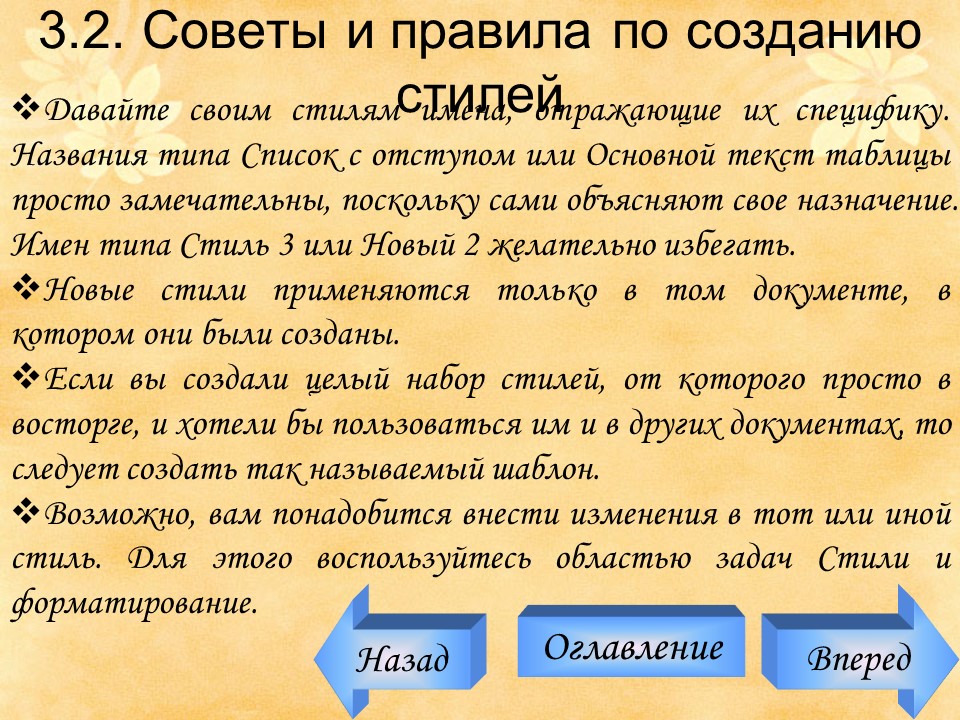 3.2. Советы и правила по созданию
стилей
❖Давайте своим стилям имена, отражающие их специфику.
Названия типа Список с отступом или Основной текст таблицы
просто замечательны, поскольку сами объясняют свое назначение.
Имен типа Стиль 3 или Новый 2 желательно избегать.
❖Новые стили применяются только в том документе, в
котором они были созданы.
❖Если вы создали целый набор стилей, от которого просто в
восторге, и хотели бы пользоваться им и в других документах, то
следует создать так называемый шаблон.
❖Возможно, вам понадобится внести изменения в тот или иной
стиль. Для этого воспользуйтесь областью задач Стили и
форматирование.
Назад
Оглавление
Вперед